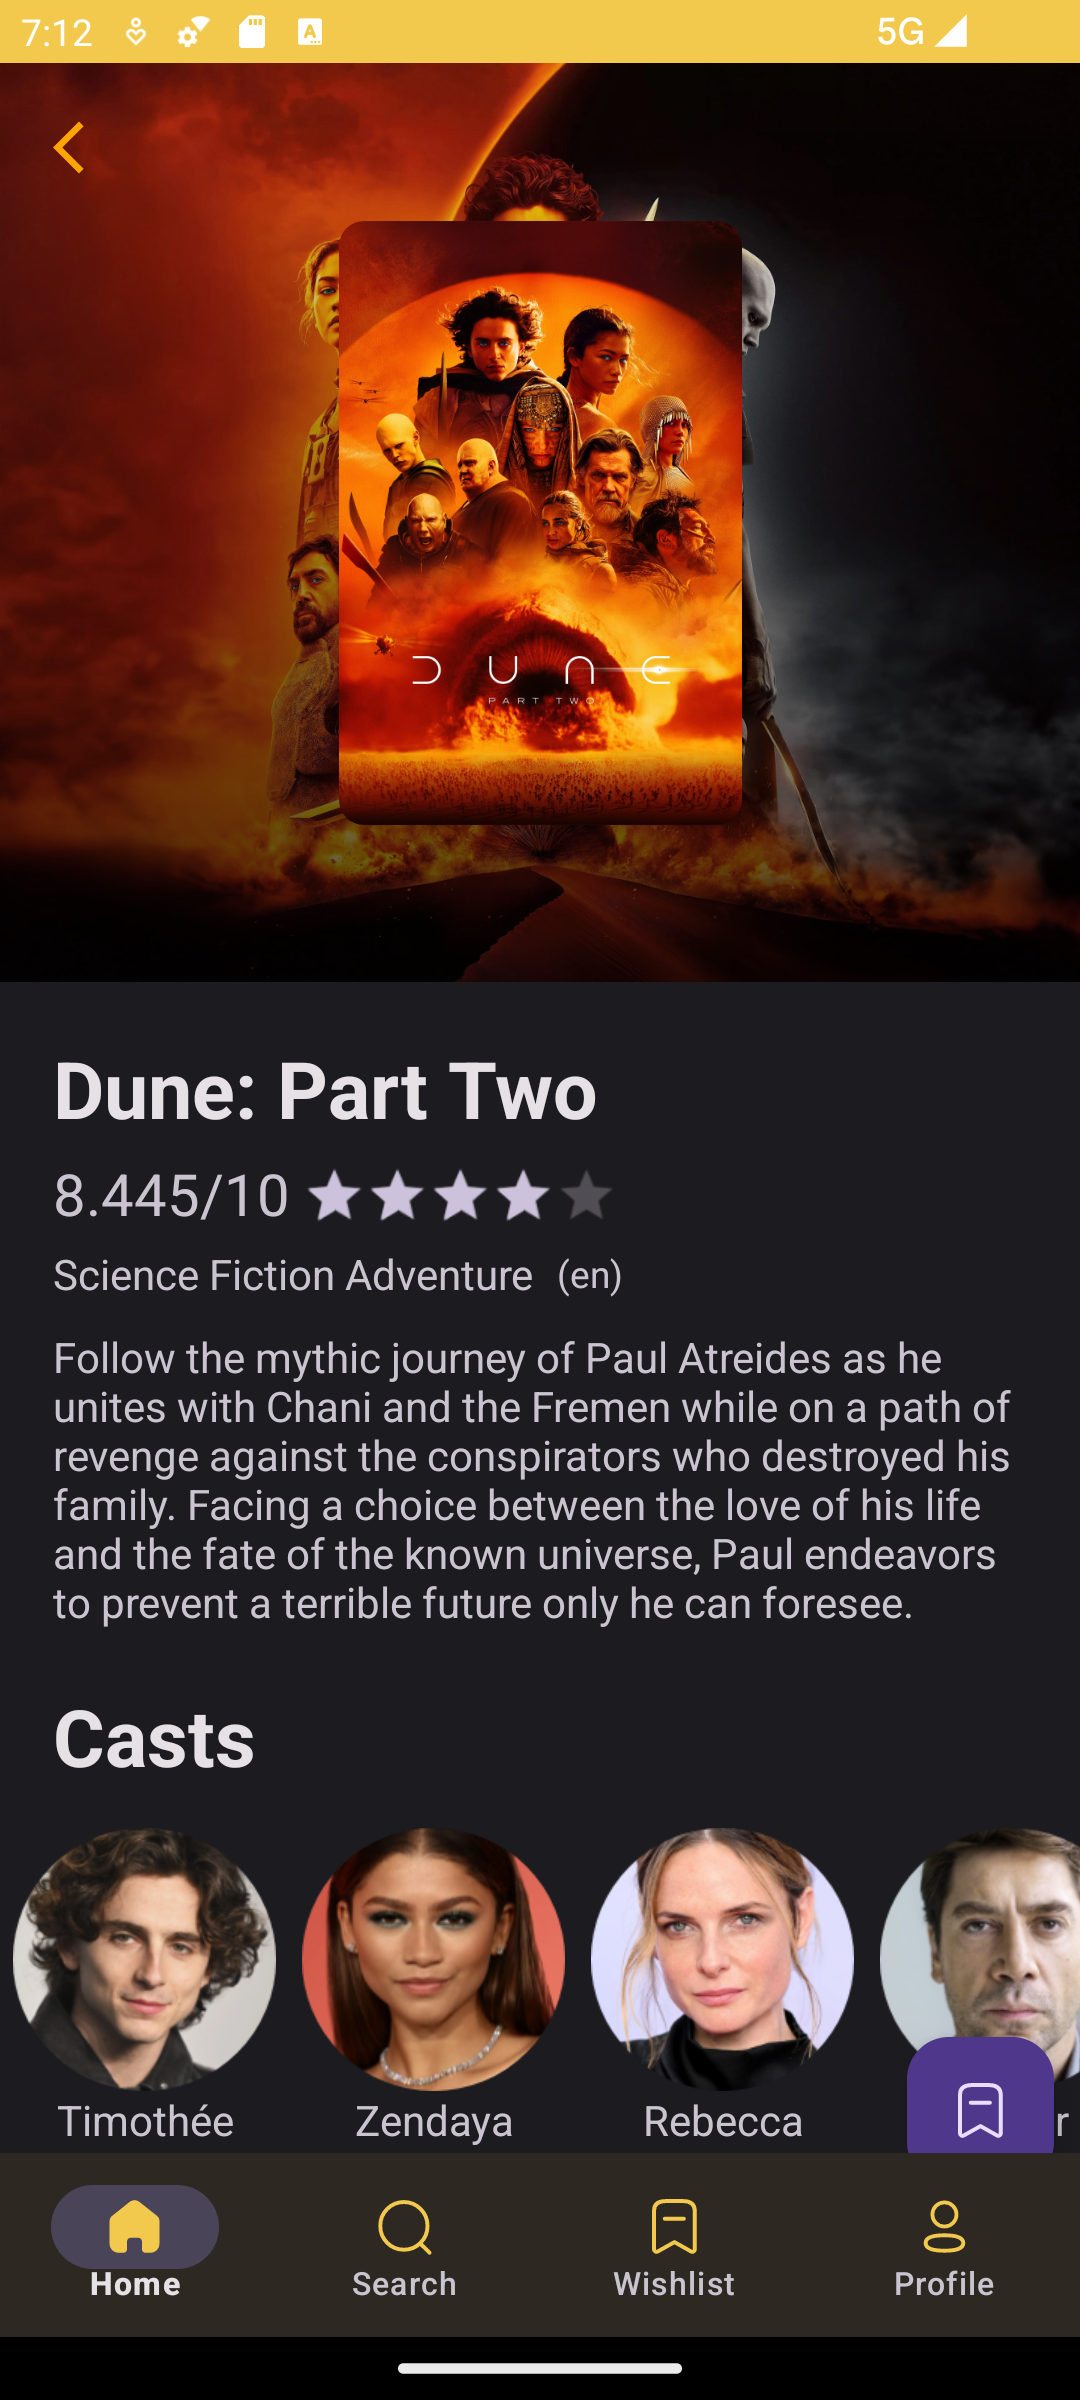 7:12
A
5G
DUNE
PART TWO
Dune: Part Two
8.445/10
Science Fiction Adventure (en)
Follow the mythic journey of Paul Atreides as he
unites with Chani and the Fremen while on a path of
revenge against the conspirators who destroyed his
family. Facing a choice between the love of his life
and the fate of the known universe, Paul endeavors
to prevent a terrible future only he can foresee.
Casts
Timothée
Zendaya
Rebecca
r
Home
Search
Wishlist
Profile